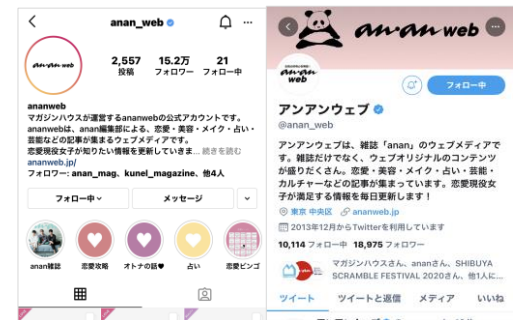 anan_web
an·an web
2,557
15.2万
21
投稿
フォロワー
フォロー中
ananweb
マガジンハウスが運営するananwebの公式アカウントです。
ananwebは、anan編集部による、恋愛・美容・メイク・占い・
芸能などの記事が集まるウェブメディアです。
恋愛現役女子が知りたい情報を更新していきま... 続きを読む
ananweb.jp/
フォロワー: anan_mag、kunel_magazine、他4人
フォロー中
メッセージ
anan雑誌
恋愛攻略
オトナの話
占い
恋愛ビンゴ
an·an web
an·an
web
フォロー中
アンアンウェブ
@anan_web
アンアンウェブは、雑誌「anan」のウェブメディアで
す。雑誌だけでなく、ウェブオリジナルのコンテンツ
が盛りだくさん。恋愛・美容・メイク・占い・芸能・
カルチャーなどの記事が集まっています。恋愛現役女
子が満足する情報を毎日更新します！
東京 中央区 ananweb.jp
2013年12月からTwitterを利用しています
10,114 フォロー中 18,975 フォロワー
マガジンハウスさん、ananさん、SHIBUYA
SCRAMBLE FESTIVAL 2020さん、他1人に...
ツイート
ツイートと返信
メディア
いいね